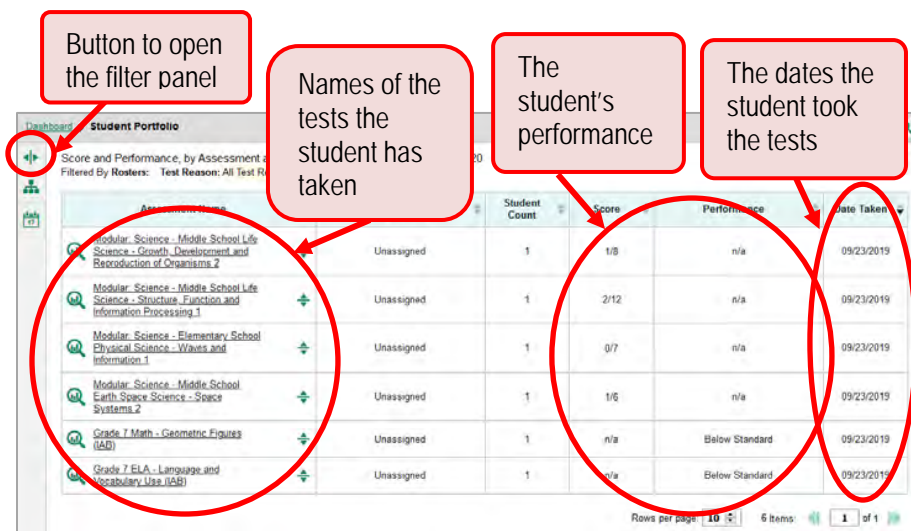 Button to open
the filter panel
Names of the
tests the
student has
taken
The
student's
performance
The dates the
student took
the tests
Dashboard
Student Portfolio
Score and Performance, by Assessment a
20
Filtered By Rosters: Test Reason: All Test R
Assessment Name
Student
Count
Score
Performance
Date Taken
Modular: Science - Middle School Life
Science - Growth, Development and
Reproduction of Organisms 2
Unassigned 1 1/8 n/a 09/23/2019
Modular: Science - Middle School Life
Science - Structure, Function and
Information Processing 1
Unassigned 1 2/12 n/a 09/23/2019
Modular: Science - Elementary School
Physical Science - Waves and
Information 1
Unassigned 1 0/7 n/a 09/23/2019
Modular: Science - Middle School
Earth Space Science - Space
Systems 2
Unassigned 1 1/6 n/a 09/23/2019
Grade 7 Math - Geometric Figures
(IAB)
Unassigned 1 n/a Below Standard 09/23/2019
Grade 7 ELA - Language and
Vocabulary Use (IAB)
Unassigned 1 n/a Below Standard 09/23/2019
Rows per page: 10 6 items: 1 of 1